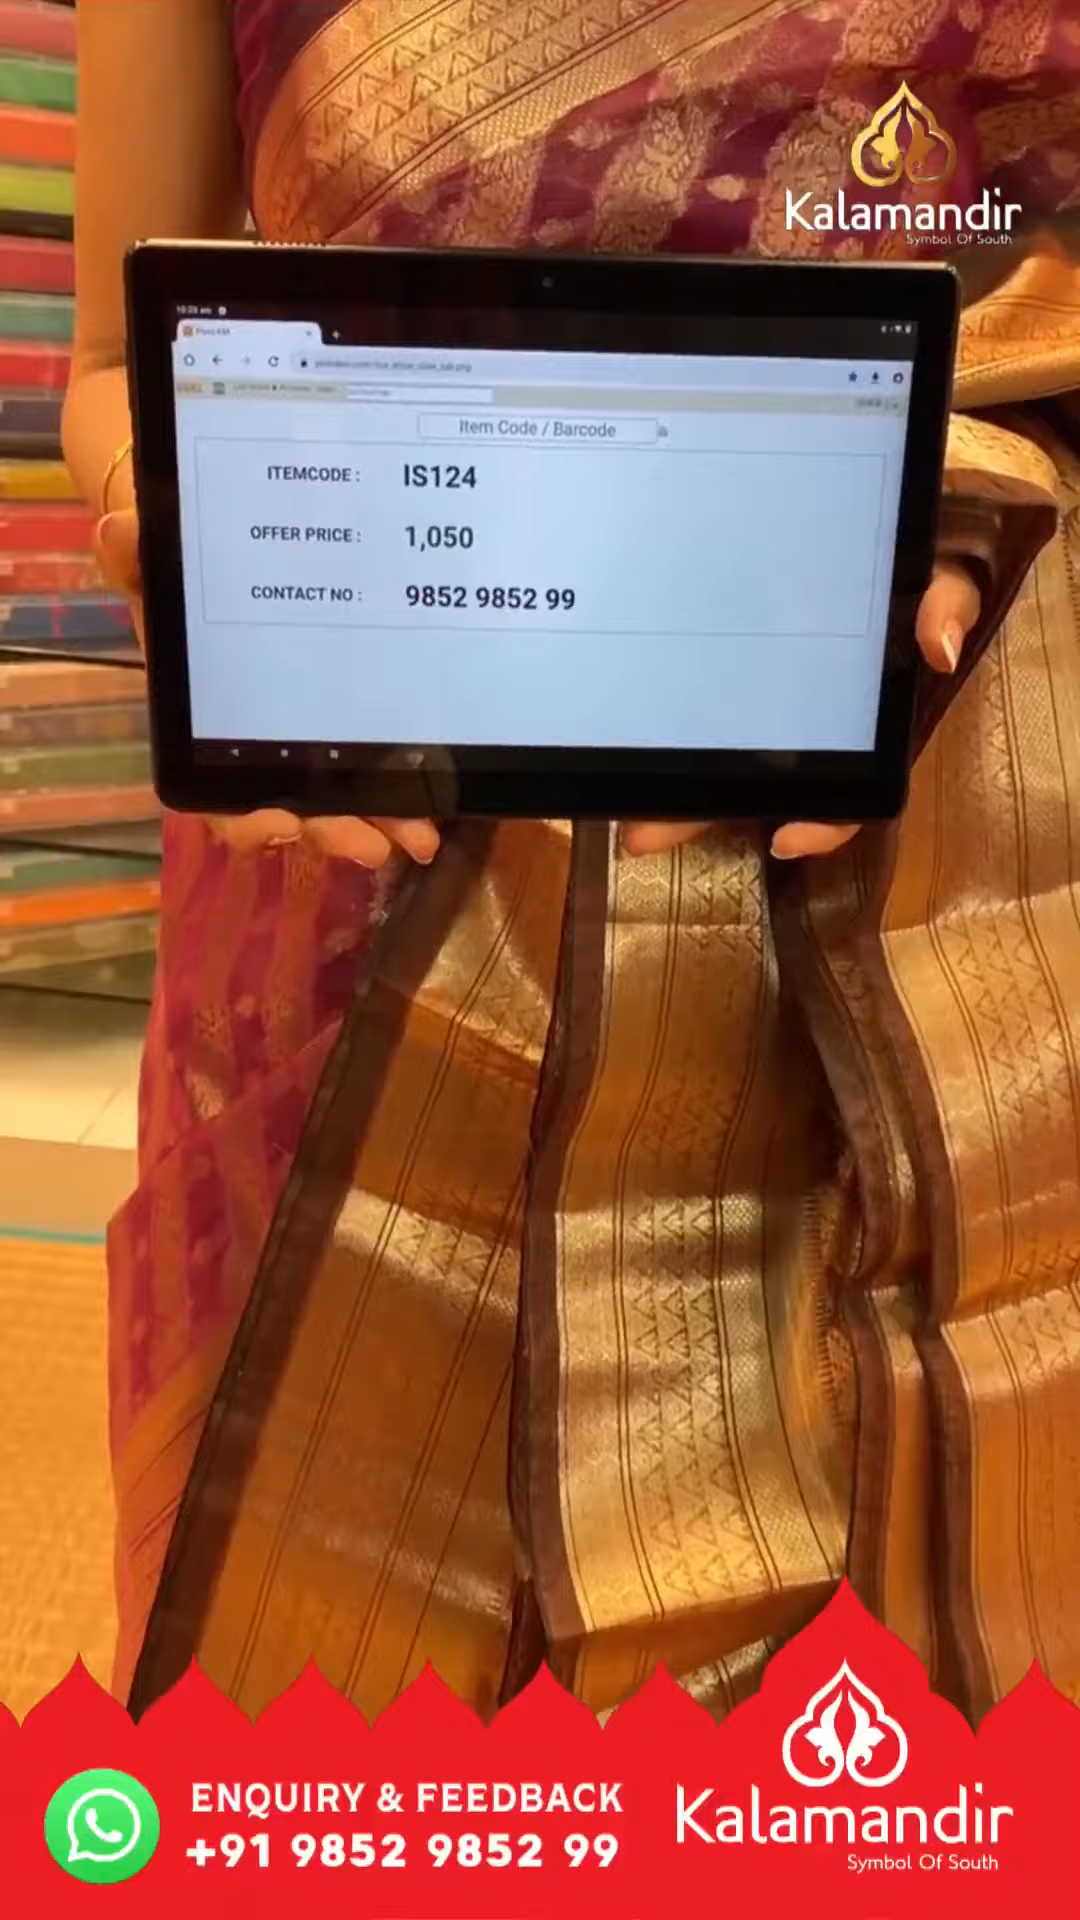 Kalamandir
Symbol Of South
Item Code / Barcode
ITEMCODE : IS124
OFFER PRICE : 1,050
CONTACT NO : 9852 9852 99
ENQUIRY & FEEDBACK
+91 9852 9852 99
Kalamandir
Symbol Of South